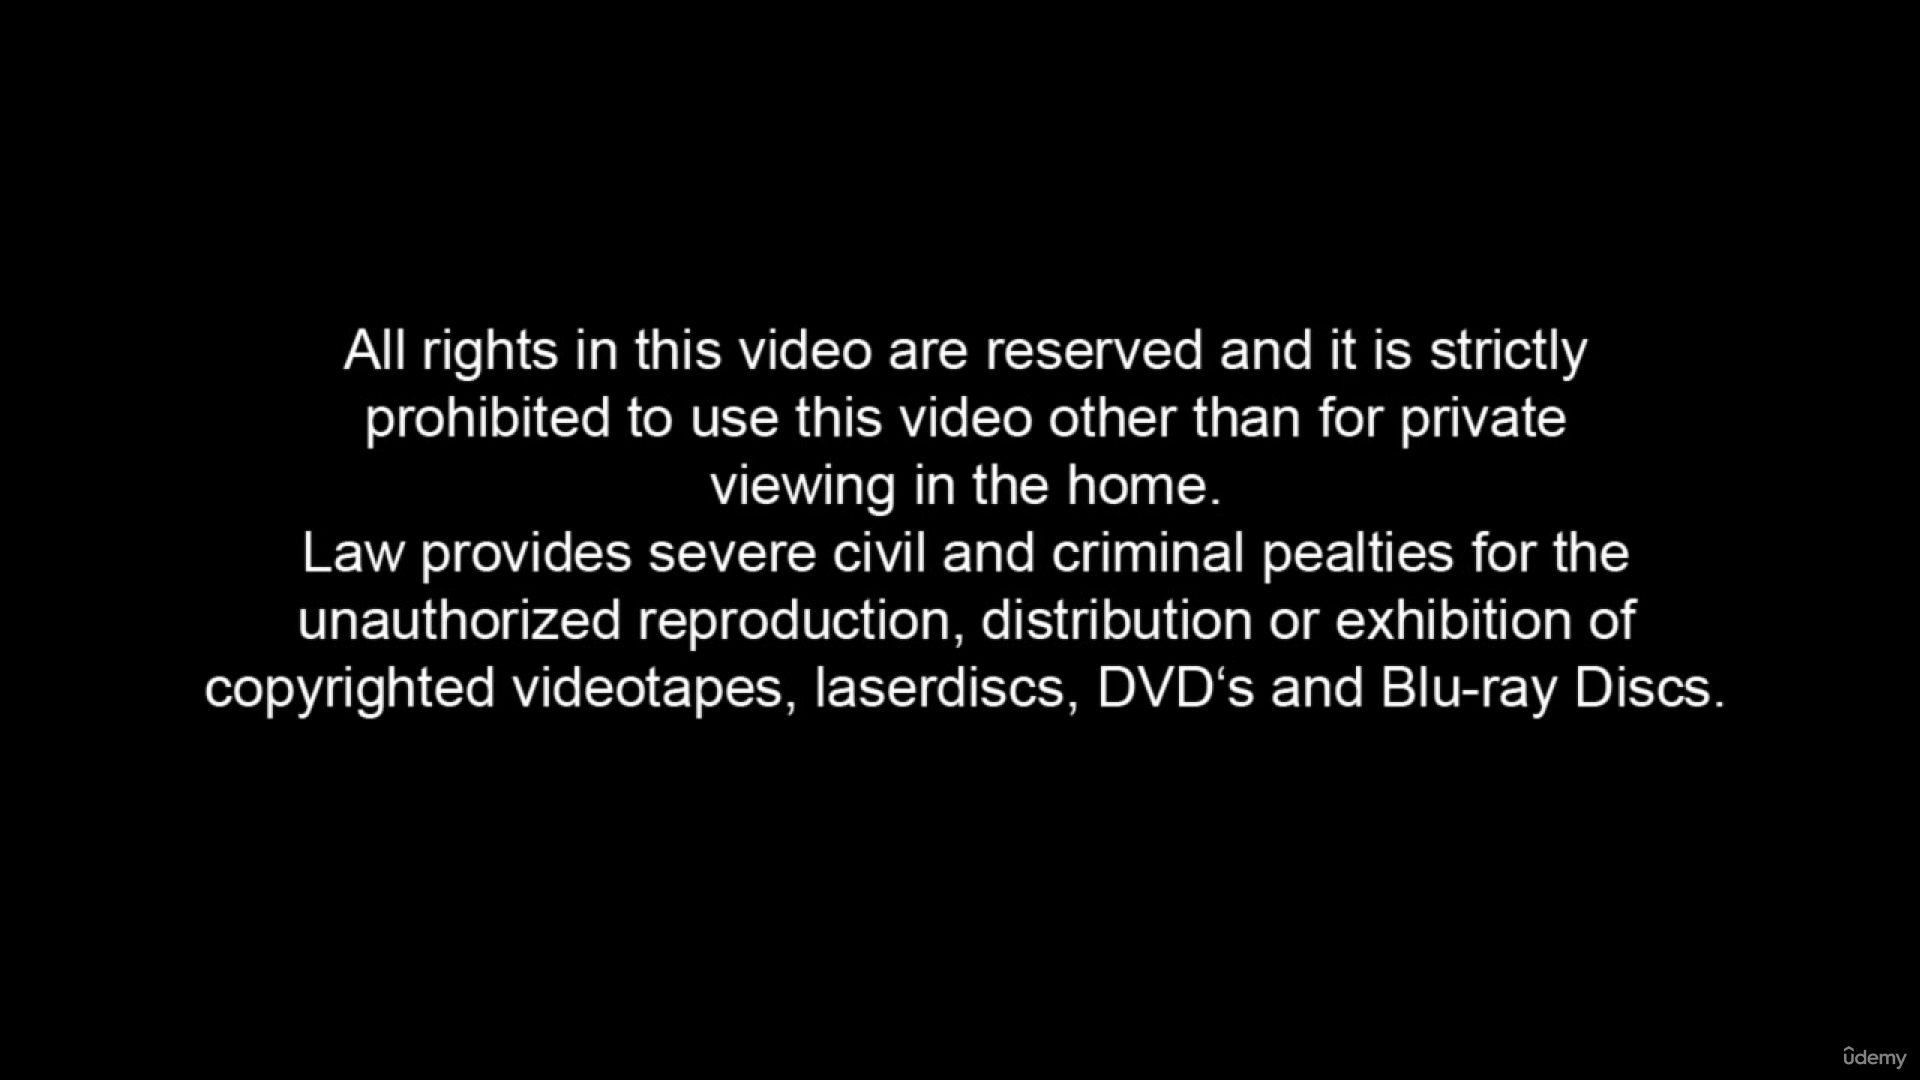 All rights in this video are reserved and it is strictly
prohibited to use this video other than for private
viewing in the home.
Law provides severe civil and criminal pealties for the
unauthorized reproduction, distribution or exhibition of
copyrighted videotapes, laserdiscs, DVD‘s and Blu-ray Discs.
ûdemy